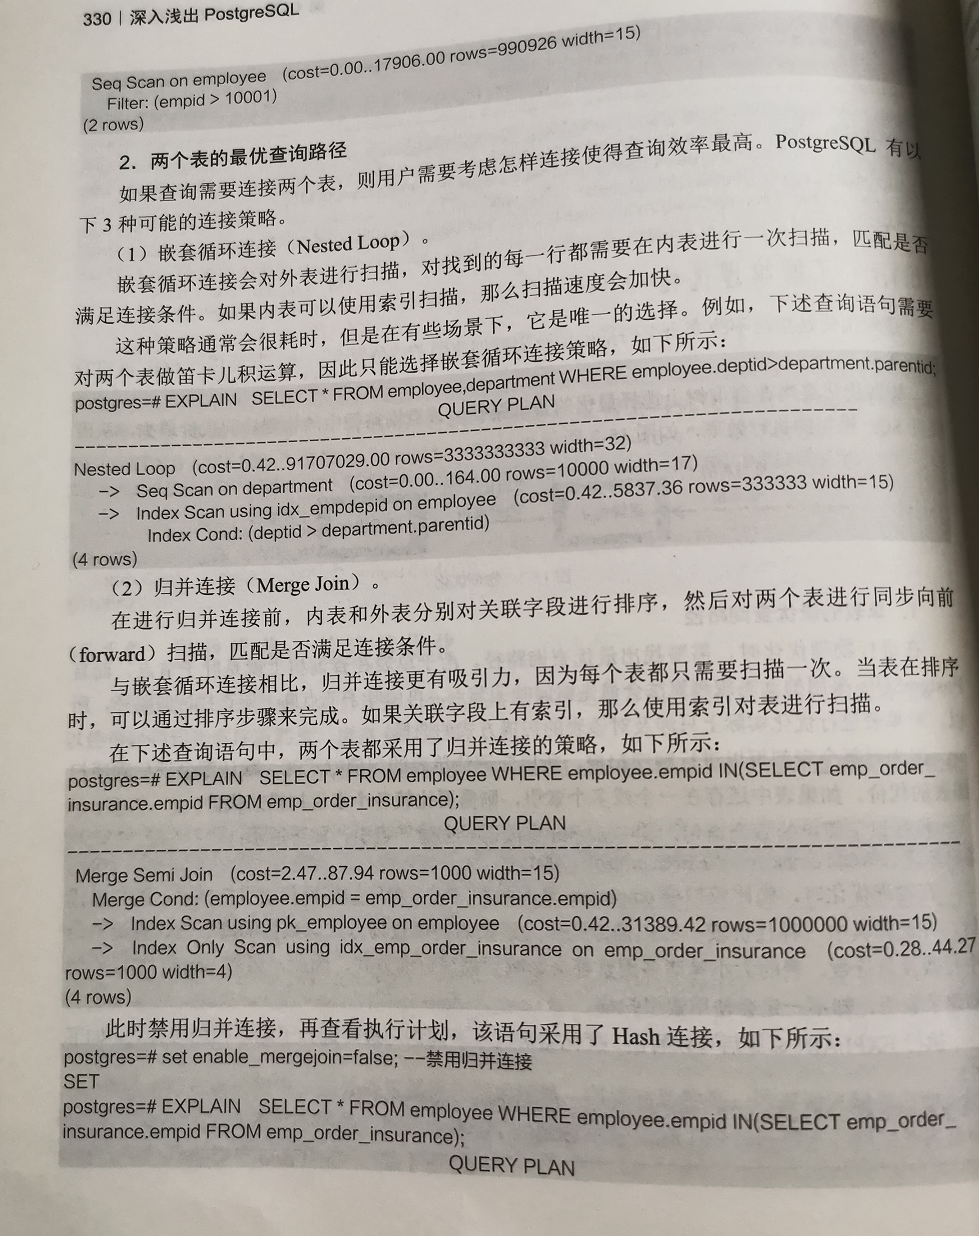 330 | 深入浅出 PostgreSQL
Seq Scan on employee (cost=0.00..17906.00 rows=990926 width=15)
Filter: (empid > 10001)
(2 rows)
2. 两个表的最优查询路径
如果查询需要连接两个表，则用户需要考虑怎样连接使得查询效率最高。PostgreSQL 有以
下 3 种可能的连接策略。
（1）嵌套循环连接（Nested Loop）。
嵌套循环连接会对外表进行扫描，对找到的每一行都需要在内表进行一次扫描，匹配是否
满足连接条件。如果内表可以使用索引扫描，那么扫描速度会加快。
这种策略通常会很耗时，但是在有些场景下，它是唯一的选择。例如，下述查询语句需要
对两个表做笛卡儿积运算，因此只能选择嵌套循环连接策略，如下所示：
postgres=# EXPLAIN SELECT * FROM employee,department WHERE employee.deptid>department.parentid;
QUERY PLAN
--------------------------------------------------------------------------------
Nested Loop (cost=0.42..91707029.00 rows=3333333333 width=32)
-> Seq Scan on department (cost=0.00..164.00 rows=10000 width=17)
-> Index Scan using idx_empdepid on employee (cost=0.42..5837.36 rows=333333 width=15)
Index Cond: (deptid > department.parentid)
(4 rows)
（2）归并连接（Merge Join）。
在进行归并连接前，内表和外表分别对关联字段进行排序，然后对两个表进行同步向前
（forward）扫描，匹配是否满足连接条件。
与嵌套循环连接相比，归并连接更有吸引力，因为每个表都只需要扫描一次。当表在排序
时，可以通过排序步骤来完成。如果关联字段上有索引，那么使用索引对表进行扫描。
在下述查询语句中，两个表都采用了归并连接的策略，如下所示：
postgres=# EXPLAIN SELECT * FROM employee WHERE employee.empid IN(SELECT emp_order_
insurance.empid FROM emp_order_insurance);
QUERY PLAN
--------------------------------------------------------------------------------
Merge Semi Join (cost=2.47..87.94 rows=1000 width=15)
Merge Cond: (employee.empid = emp_order_insurance.empid)
-> Index Scan using pk_employee on employee (cost=0.42..31389.42 rows=1000000 width=15)
-> Index Only Scan using idx_emp_order_insurance on emp_order_insurance (cost=0.28..44.27
rows=1000 width=4)
(4 rows)
此时禁用归并连接，再查看执行计划，该语句采用了 Hash 连接，如下所示：
postgres=# set enable_mergejoin=false; --禁用归并连接
SET
postgres=# EXPLAIN SELECT * FROM employee WHERE employee.empid IN(SELECT emp_order_
insurance.empid FROM emp_order_insurance);
QUERY PLAN